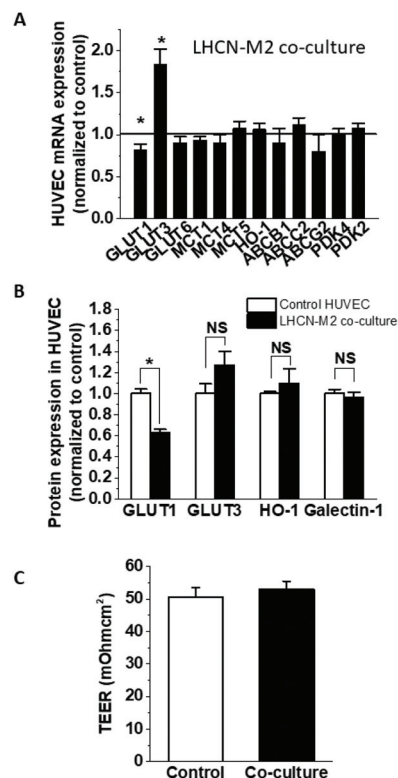 A
LHCN-M2 co-culture
HUVEC mRNA expression
(normalized to control)
2.0
1.5
1.0
0.5
0.0
*
*
GLUT1
GLUT3
GLUT6
MCT1
MCT4
MCT5
HO-1
ABCB1
ABCC2
ABCG2
PDK4
PDK2
B
Control HUVEC
LHCN-M2 co-culture
Protein expression in HUVEC
(normalized to control)
1.8
1.6
1.4
1.2
1.0
0.8
0.6
0.4
0.2
0.0
*
NS
NS
NS
GLUT1 GLUT3 HO-1 Galectin-1
C
TEER (mOhmcm²)
60
50
40
30
20
10
0
Control Co-culture